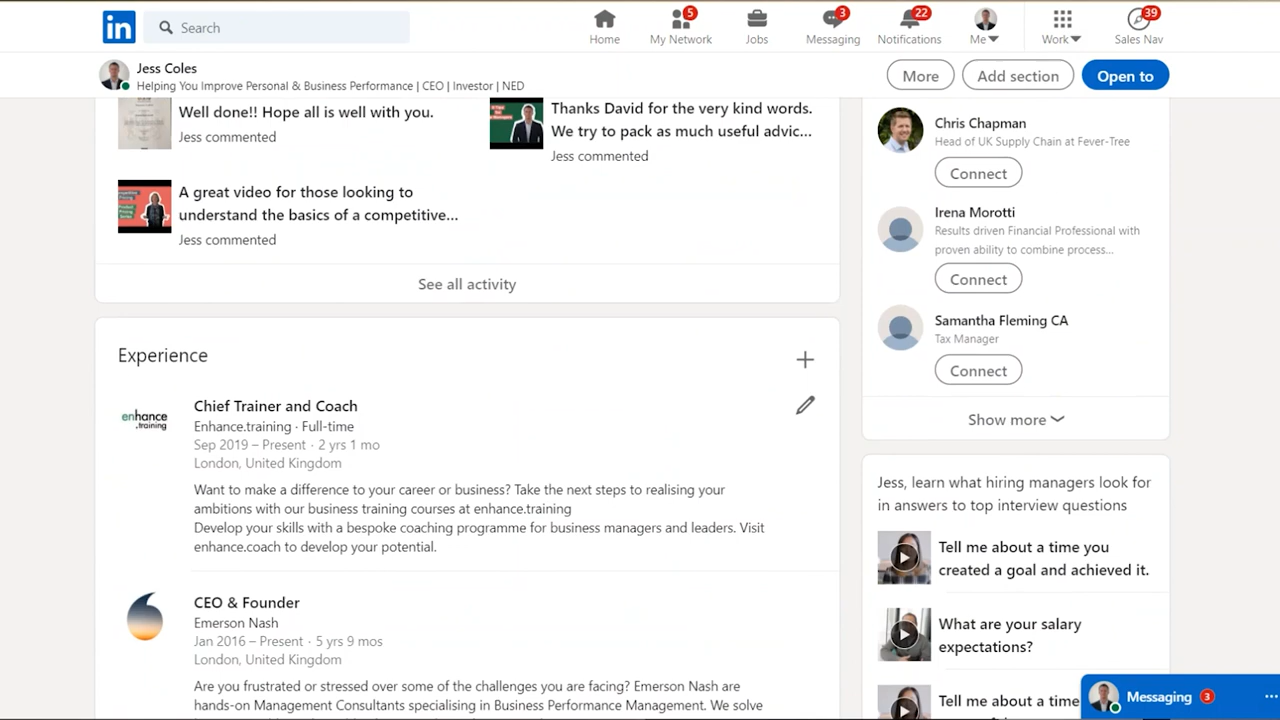 in
Search
Home
5
My Network
Jobs
3
Messaging
22
Notifications
Me
Work
39
Sales Nav
Jess Coles
Helping You Improve Personal & Business Performance | CEO | Investor | NED
More
Add section
Open to
Well done!! Hope all is well with you.
Jess commented
Thanks David for the very kind words.
We try to pack as much useful advic...
Jess commented
A great video for those looking to
understand the basics of a competitive...
Jess commented
See all activity
Experience
enhance
.training
Chief Trainer and Coach
Enhance.training · Full-time
Sep 2019 – Present · 2 yrs 1 mo
London, United Kingdom
Want to make a difference to your career or business? Take the next steps to realising your
ambitions with our business training courses at enhance.training
Develop your skills with a bespoke coaching programme for business managers and leaders. Visit
enhance.coach to develop your potential.
CEO & Founder
Emerson Nash
Jan 2016 – Present · 5 yrs 9 mos
London, United Kingdom
Are you frustrated or stressed over some of the challenges you are facing? Emerson Nash are
hands-on Management Consultants specialising in Business Performance Management. We solve
Chris Chapman
Head of UK Supply Chain at Fever-Tree
Connect
Irena Morotti
Results driven Financial Professional with
proven ability to combine process...
Connect
Samantha Fleming CA
Tax Manager
Connect
Show more
Jess, learn what hiring managers look for
in answers to top interview questions
Tell me about a time you
created a goal and achieved it.
What are your salary
expectations?
Tell me about a time
Messaging
3
...